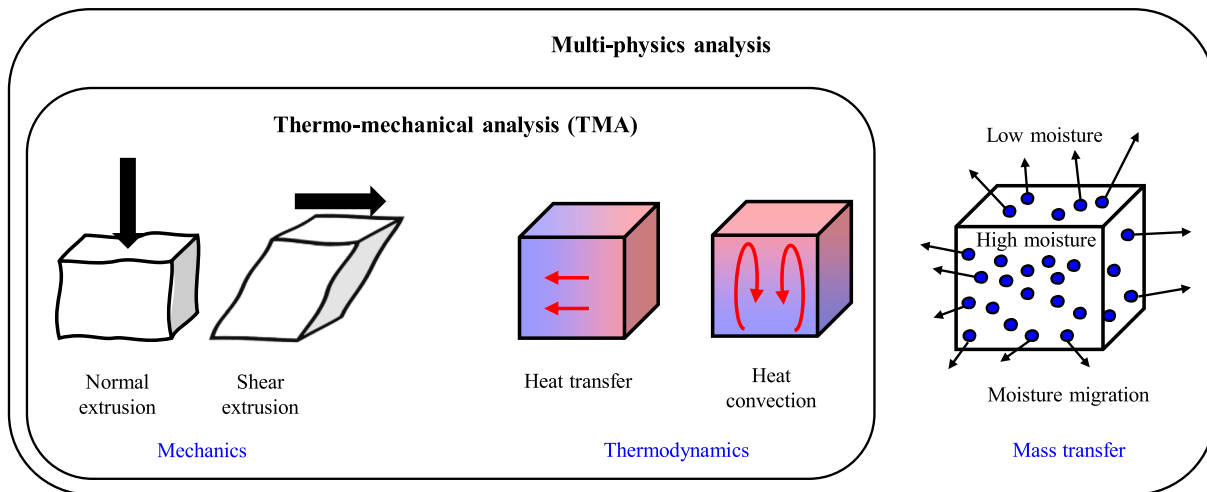 Multi-physics analysis
Thermo-mechanical analysis (TMA)
Low moisture
High moisture
Normal
extrusion
Shear
extrusion
Heat transfer
Heat
convection
Moisture migration
Mechanics
Thermodynamics
Mass transfer